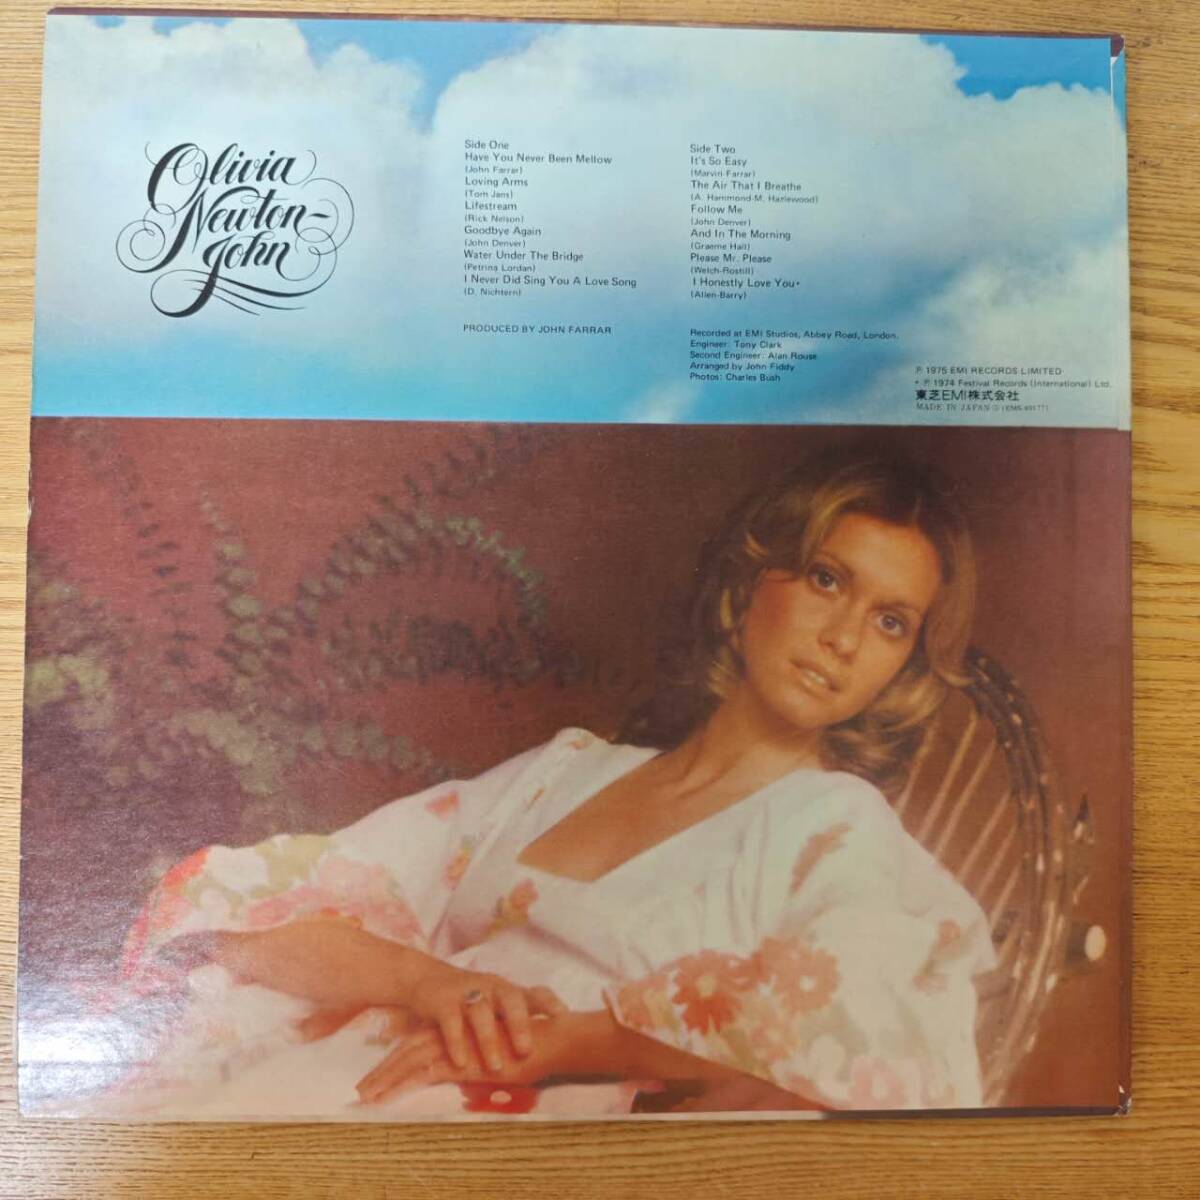 Olivia
Newton-
John
Side One
Have You Never Been Mellow
(John Farrar)
Loving Arms
(Tom Jans)
Lifestream
(Rick Nelson)
Goodbye Again
(John Denver)
Water Under The Bridge
(Petrina Lordan)
I Never Did Sing You A Love Song
(D. Nichtern)
PRODUCED BY JOHN FARRAR
Side Two
It's So Easy
(Marvin-Farrar)
The Air That I Breathe
(A. Hammond-M. Hazlewood)
Follow Me
(John Denver)
And In The Morning
(Graeme Hall)
Please Mr. Please
(Welch-Rostill)
I Honestly Love You*
(Allen-Barry)
Recorded at EMI Studios, Abbey Road, London.
Engineer: Tony Clark
Second Engineer: Alan Rouse
Arranged by John Fiddy
Photos: Charles Bush
℗ 1975 EMI RECORDS LIMITED
* ℗ 1974 Festival Records (International) Ltd.
東芝EMI株式会社
MADE IN JAPAN